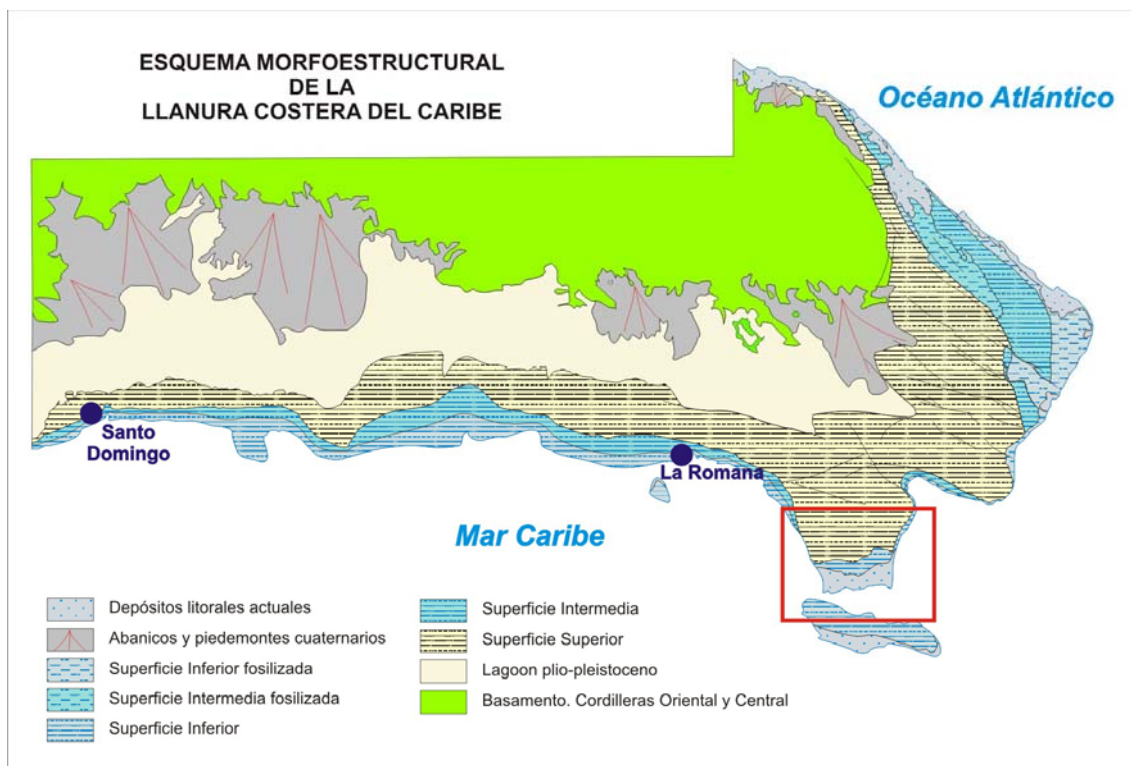 ESQUEMA MORFOESTRUCTURAL
DE LA
LLANURA COSTERA DEL CARIBE
Océano Atlántico
Santo
Domingo
La Romana
Mar Caribe
Depósitos litorales actuales
Abanicos y piedemontes cuaternarios
Superficie Inferior fosilizada
Superficie Intermedia fosilizada
Superficie Inferior
Superficie Intermedia
Superficie Superior
Lagoon plio-pleistoceno
Basamento. Cordilleras Oriental y Central